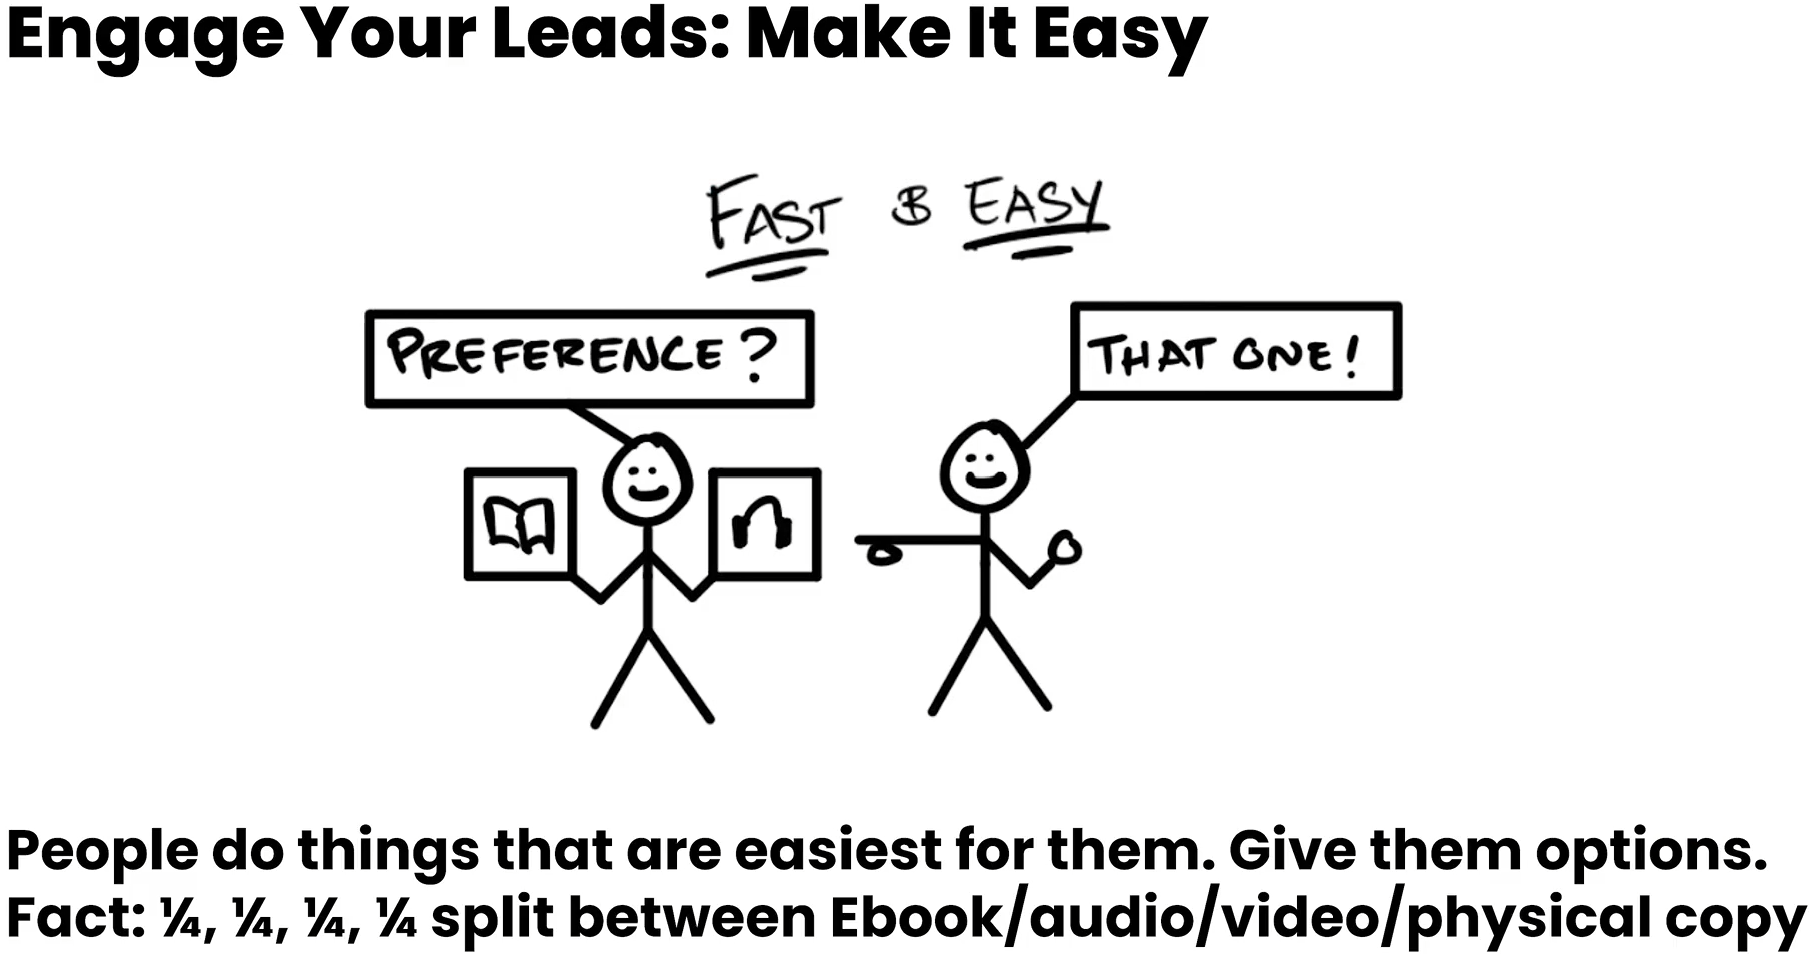 Engage Your Leads: Make It Easy
FAST & EASY
PREFERENCE?
THAT ONE!
People do things that are easiest for them. Give them options.
Fact: ¼, ¼, ¼, ¼ split between Ebook/audio/video/physical copy